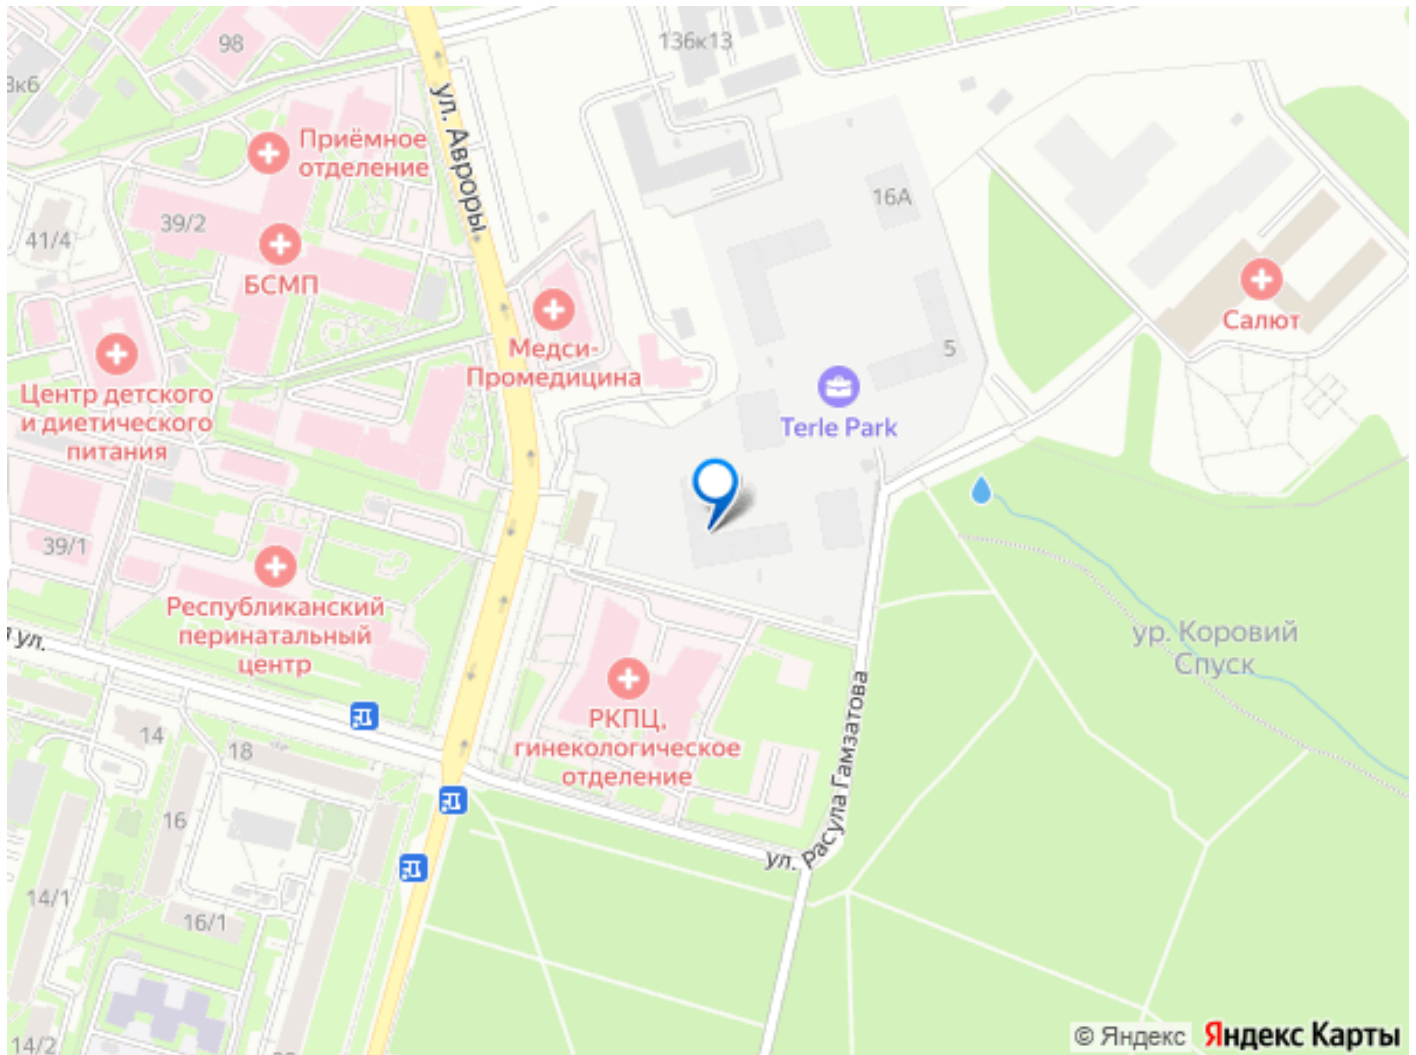 98
136к13
3к6
ул. Авроры
Приёмное
отделение
16А
39/2
41/4
БСМП
Салют
Медси-
Промедицина
5
Центр детского
и диетического
питания
Terle Park
39/1
Республиканский
перинатальный
центр
ур. Коровий
Спуск
ул.
РКПЦ,
гинекологическое
отделение
14
18
16
ул. Расула Гамзатова
14/1
16/1
14/2
© Яндекс Яндекс Карты